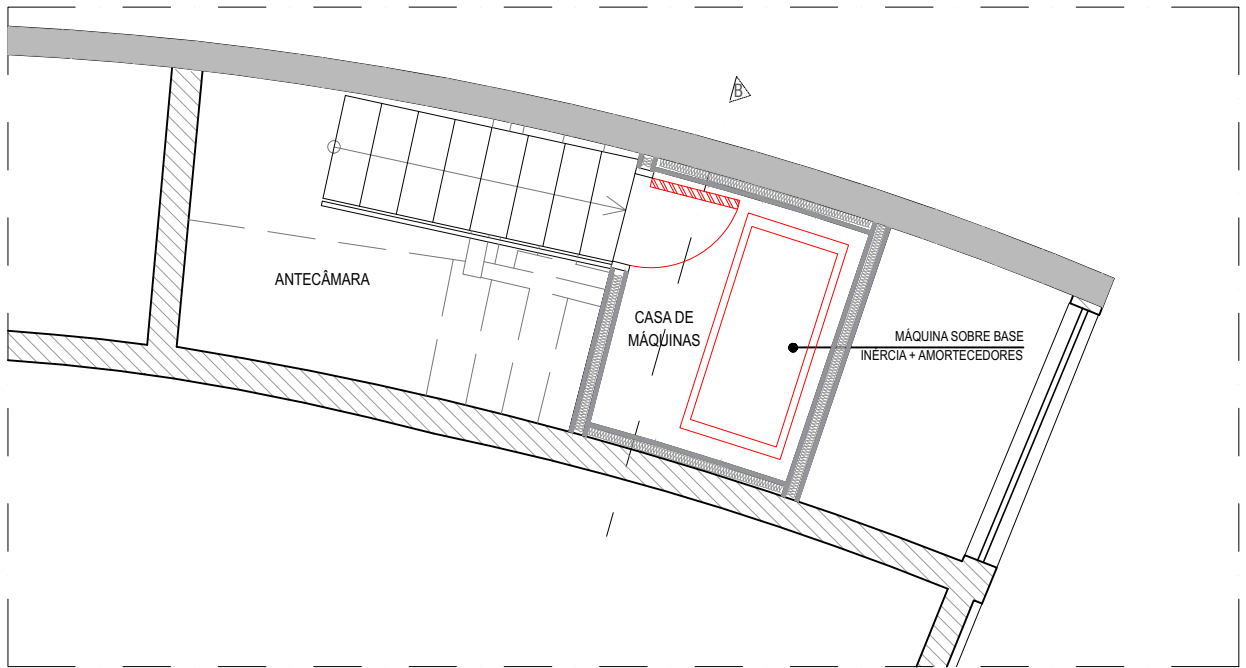 B
ANTECÂMARA
CASA DE
MÁQUINAS
MÁQUINA SOBRE BASE
INÉRCIA + AMORTECEDORES